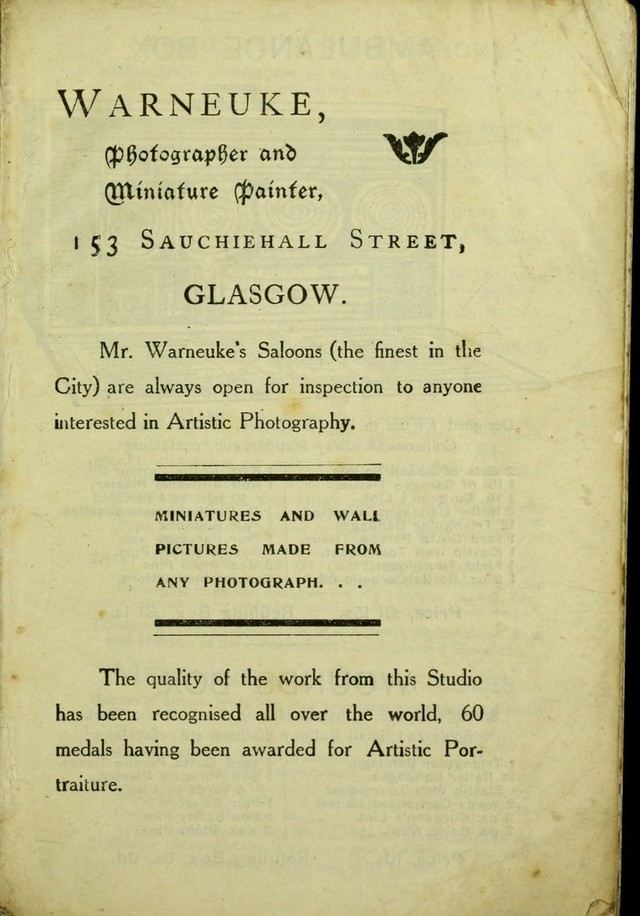 WARNEUKE,
Photographer and
Miniature Painter,
153 SAUCHIEHALL STREET,
GLASGOW.
Mr. Warneuke's Saloons (the finest in the
City) are always open for inspection to anyone
interested in Artistic Photography.
MINIATURES AND WALL
PICTURES MADE FROM
ANY PHOTOGRAPH. . .
The quality of the work from this Studio
has been recognised all over the world, 60
medals having been awarded for Artistic Por-
traiture.